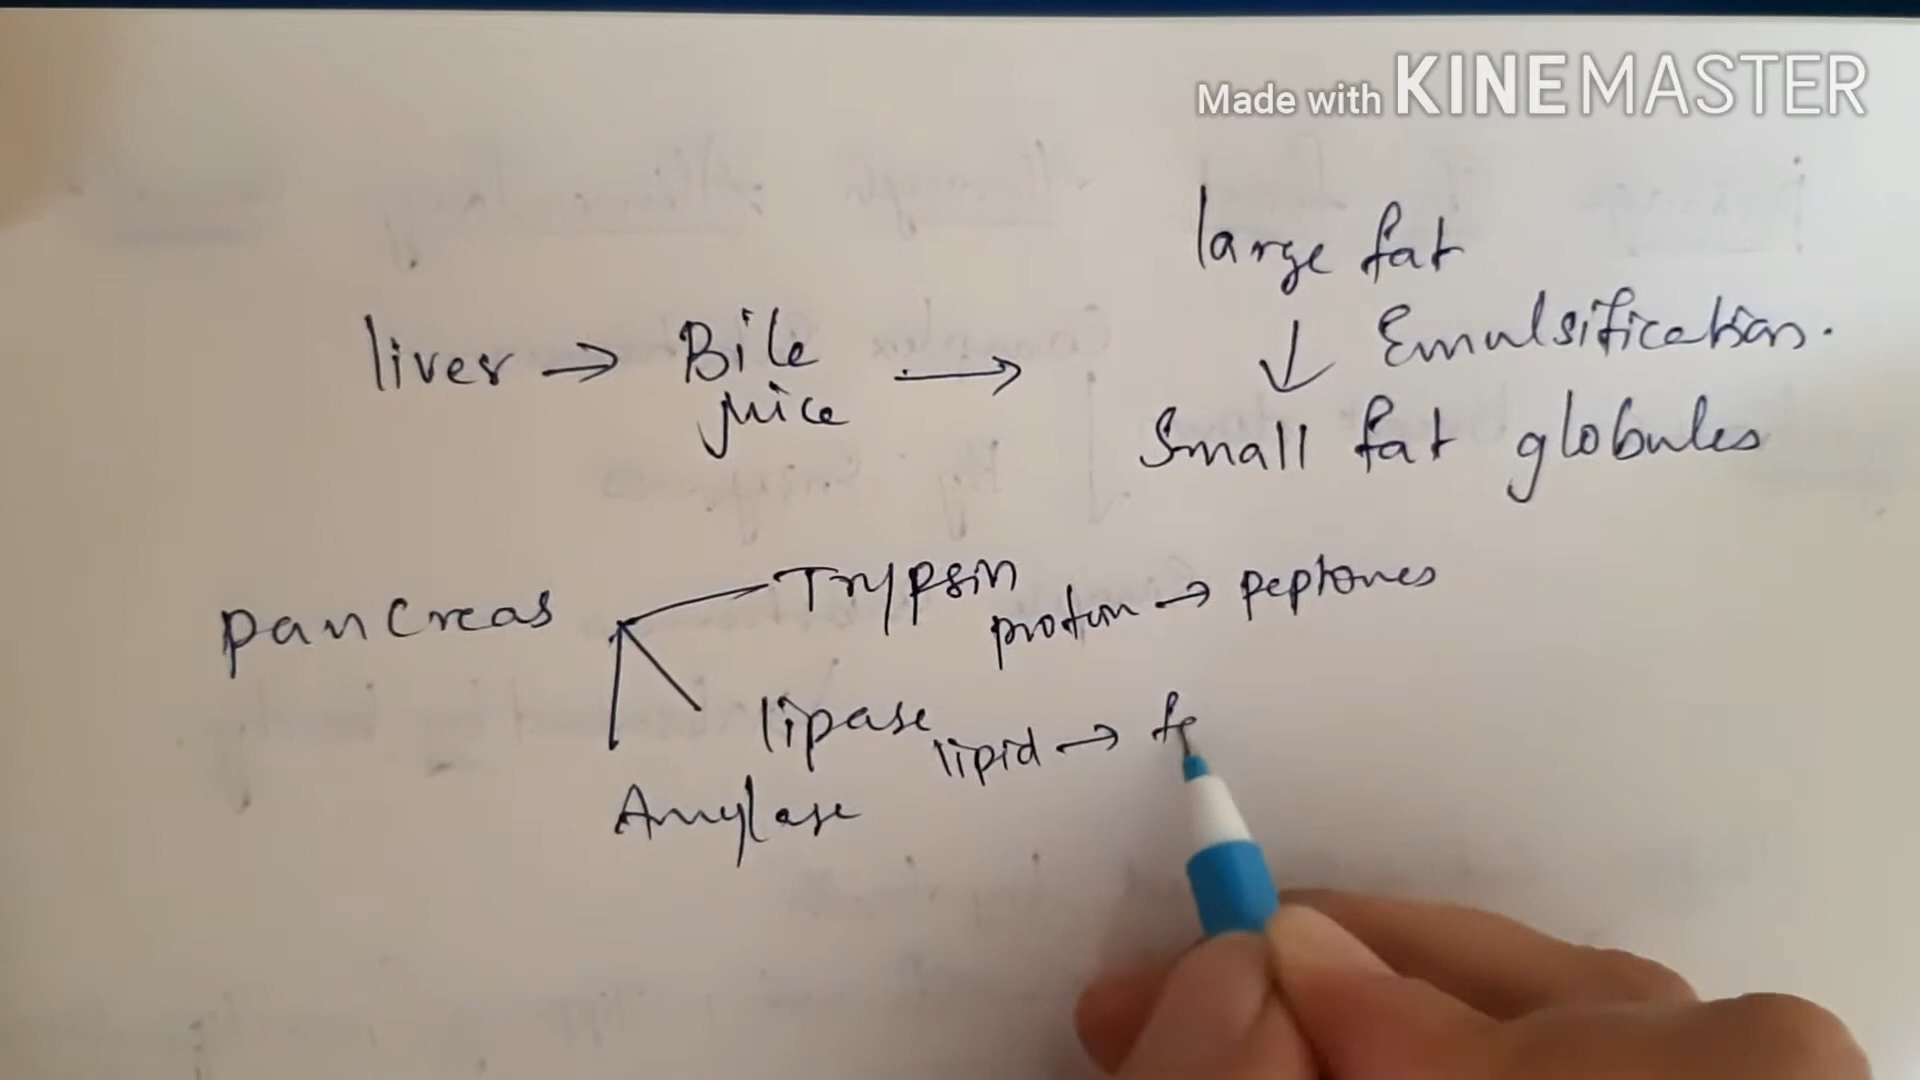 Made with KINEMASTER
large fat
↓ Emulsification.
Small fat globules
liver → Bile juice →
pancreas
Trypsin
protein → peptones
lipase
lipid → fa
Amylase